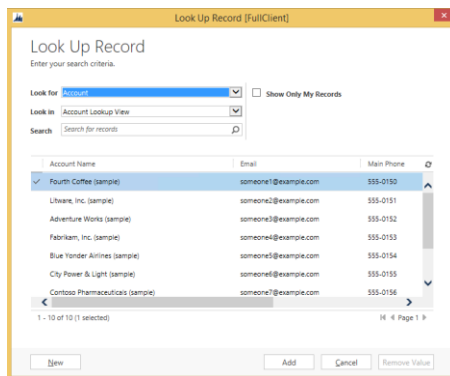 Look Up Record [FullClient]
Look Up Record
Enter your search criteria.
Look for Account Show Only My Records
Look in Account Lookup View
Search Search for records
Account Name Email Main Phone
Fourth Coffee (sample) someone1@example.com 555-0150
Litware, Inc. (sample) someone2@example.com 555-0151
Adventure Works (sample) someone3@example.com 555-0152
Fabrikam, Inc. (sample) someone4@example.com 555-0153
Blue Yonder Airlines (sample) someone5@example.com 555-0154
City Power & Light (sample) someone6@example.com 555-0155
Contoso Pharmaceuticals (sample) someone7@example.com 555-0156
1 - 10 of 10 (1 selected) Page 1
New Add Cancel Remove Value